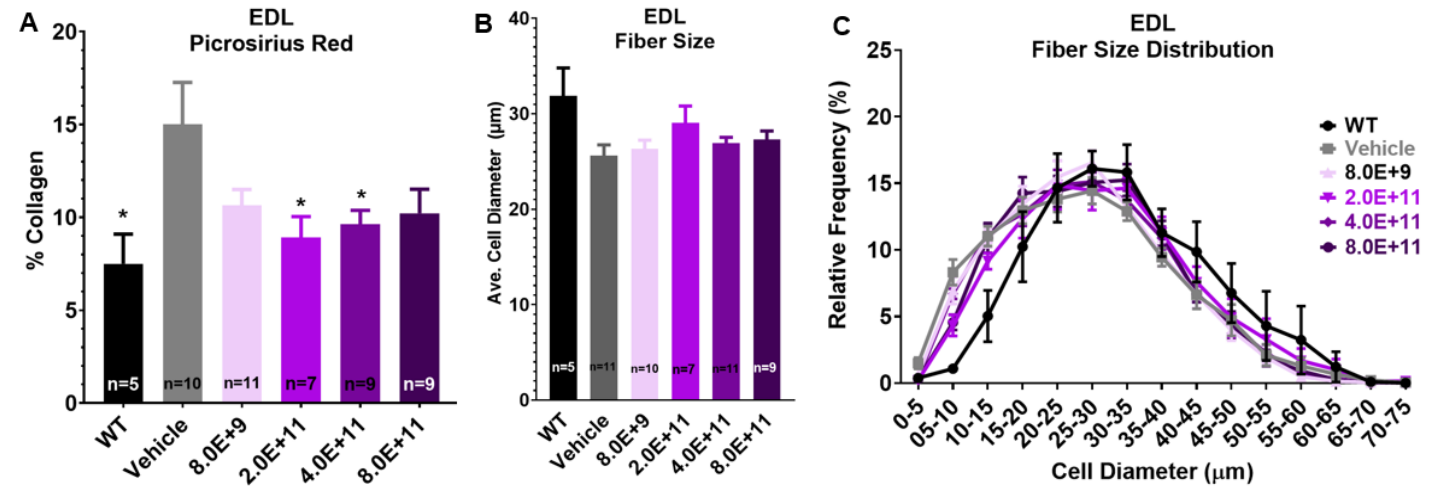 A
EDL
Picrosirius Red
% Collagen
20
15
10
5
0
*
*
*
n=5
n=10
n=11
n=7
n=9
n=9
WT
Vehicle
8.0E+9
2.0E+11
4.0E+11
8.0E+11
B
EDL
Fiber Size
Ave. Cell Diameter (μm)
40
30
20
10
0
n=5
n=11
n=10
n=7
n=11
n=9
WT
Vehicle
8.0E+9
2.0E+11
4.0E+11
8.0E+11
C
EDL
Fiber Size Distribution
Relative Frequency (%)
25
20
15
10
5
0
WT
Vehicle
8.0E+9
2.0E+11
4.0E+11
8.0E+11
0-5
05-10
10-15
15-20
20-25
25-30
30-35
35-40
40-45
45-50
50-55
55-60
60-65
65-70
70-75
Cell Diameter (μm)